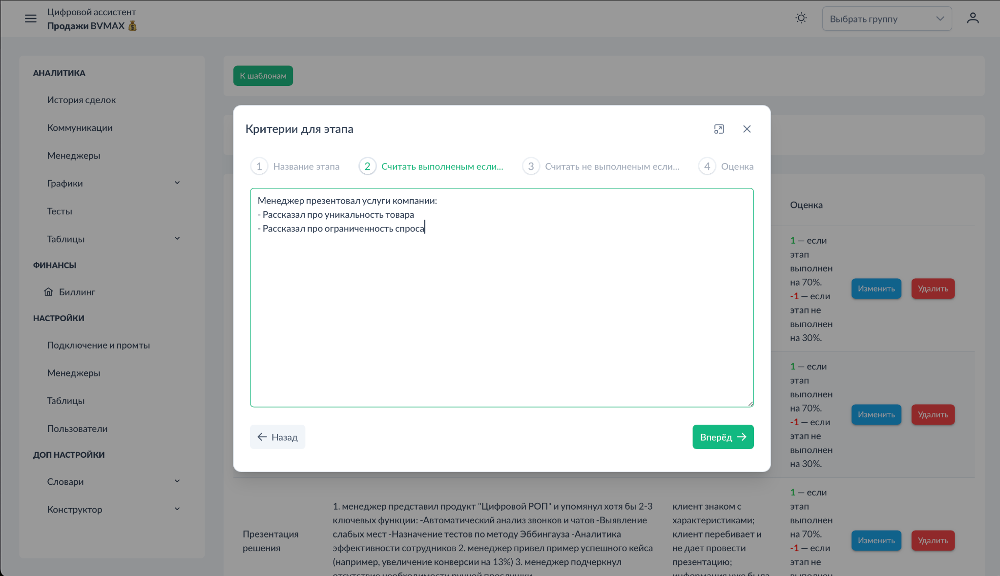 Цифровой ассистент
Продажи BVMAX
Выбрать группу
АНАЛИТИКА
История сделок
Коммуникации
Менеджеры
Графики
Тесты
Таблицы
ФИНАНСЫ
Биллинг
НАСТРОЙКИ
Подключение и промты
Менеджеры
Таблицы
Пользователи
ДОП НАСТРОЙКИ
Словари
Конструктор
К шаблонам
Критерии для этапа
1 Название этапа
2 Считать выполненым если...
3 Считать не выполненым если...
4 Оценка
Менеджер презентовал услуги компании:
- Рассказал про уникальность товара
- Рассказал про ограниченность спроса
Назад
Вперёд
Оценка
1 — если
этап
выполнен
на 70%.
-1 — если
этап не
выполнен
на 30%.
Изменить
Удалить
1 — если
этап
выполнен
на 70%.
-1 — если
этап не
выполнен
на 30%.
Изменить
Удалить
Презентация
решения
1. менеджер представил продукт "Цифровой РОП" и упомянул хотя бы 2-3
ключевых функции: -Автоматический анализ звонков и чатов -Выявление
слабых мест -Назначение тестов по методу Эббингауза -Аналитика
эффективности сотрудников 2. менеджер привел пример успешного кейса
(например, увеличение конверсии на 13%) 3. менеджер подчеркнул
отсутствие необходимости ручной прослушки
клиент знаком с
характеристиками;
клиент перебивает и
не дает провести
презентацию;
информация уже была
1 — если
этап
выполнен
на 70%.
-1 — если
этап не
выполнен
Изменить
Удалить